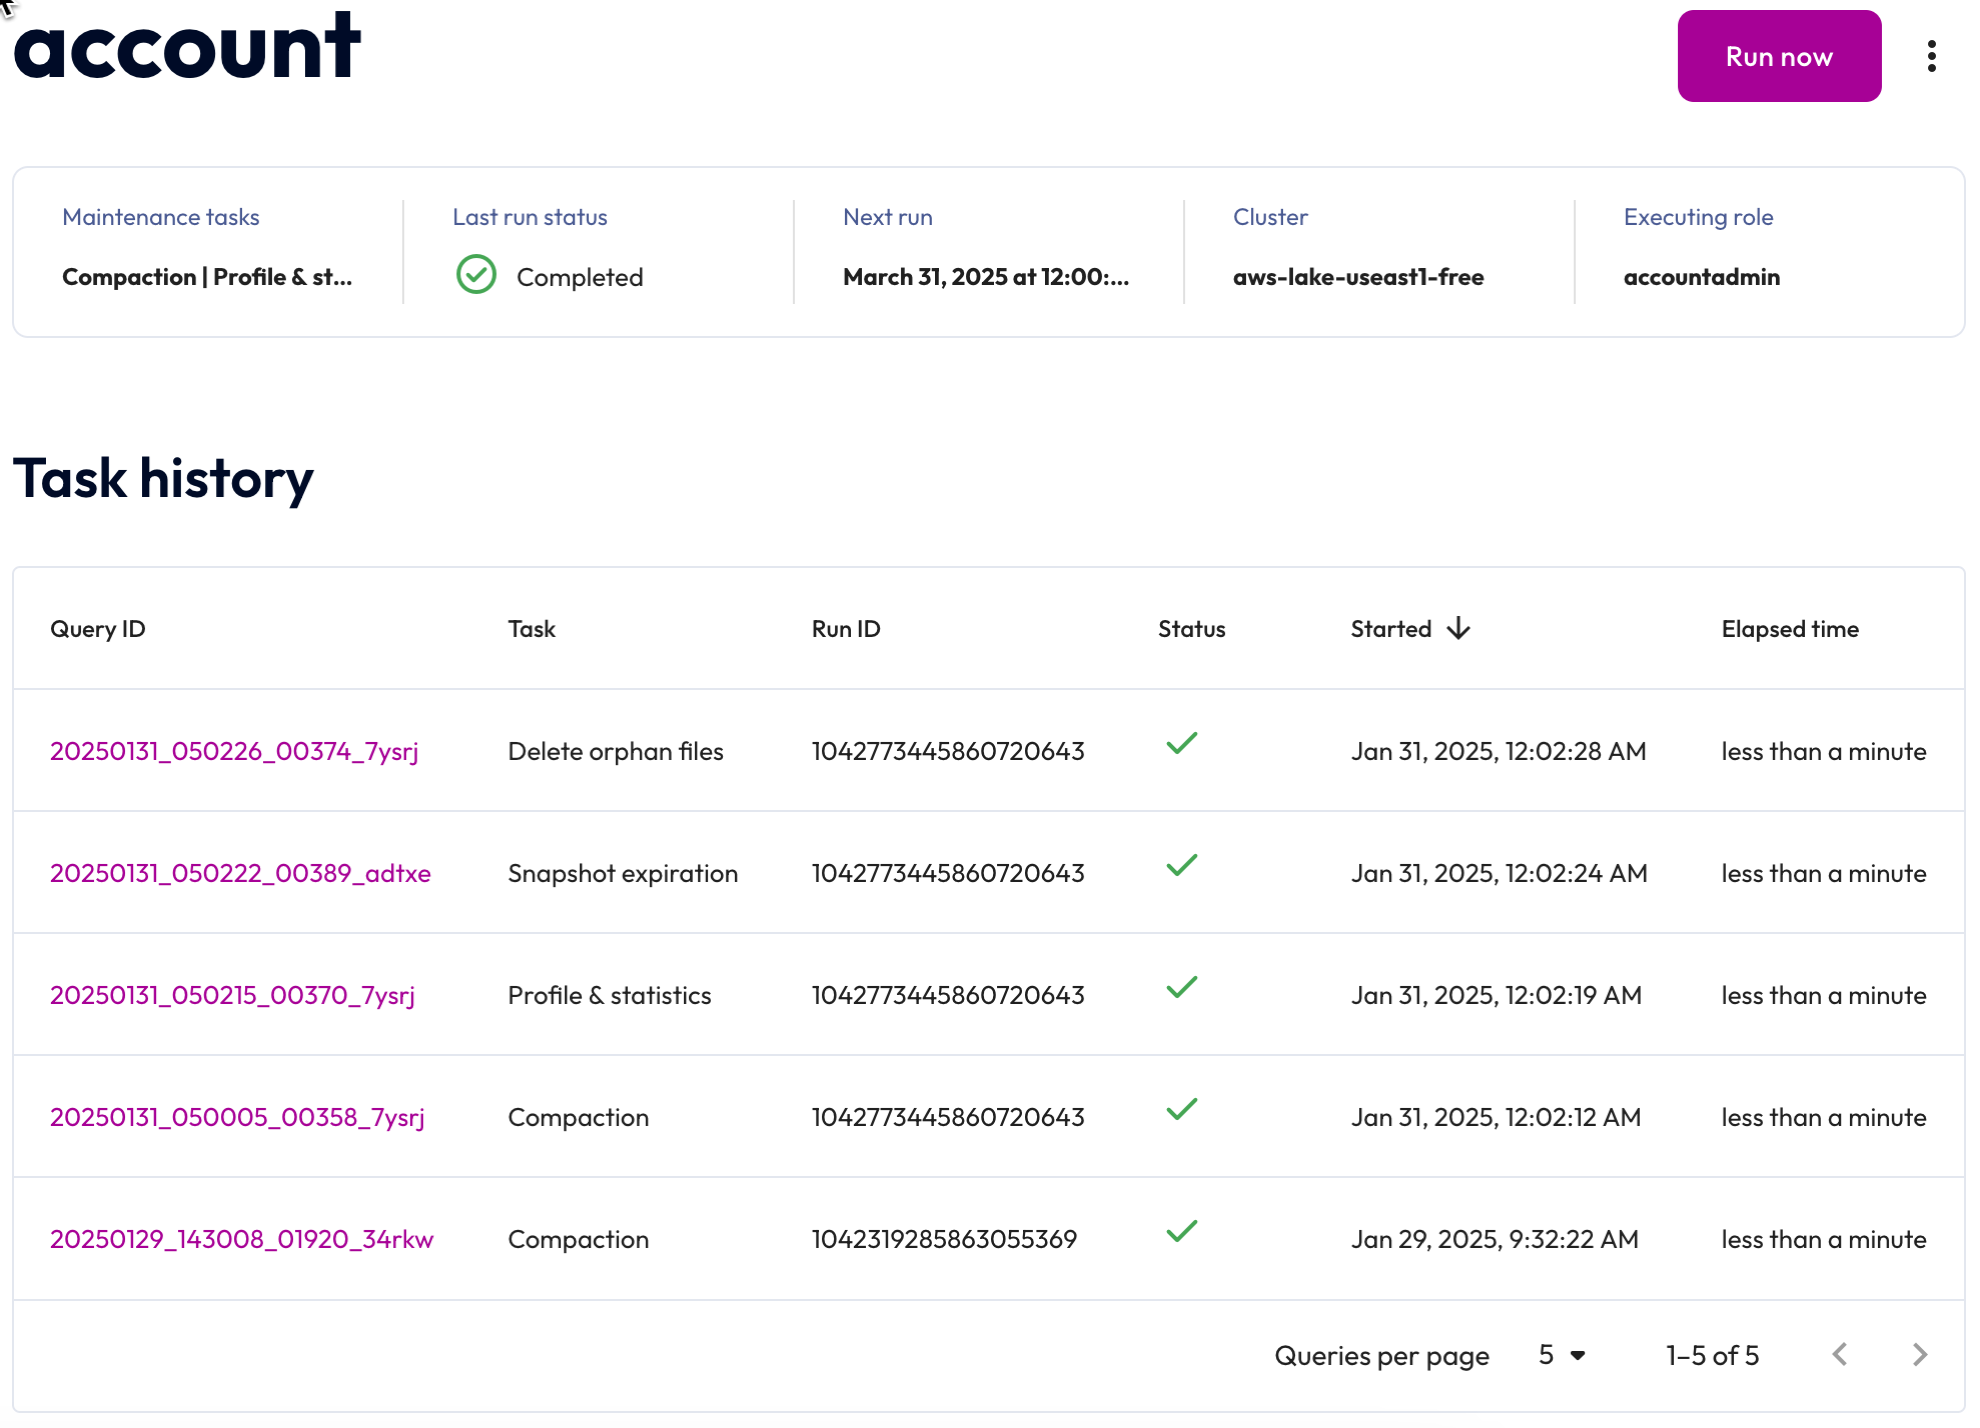 account
Run now
Maintenance tasks
Compaction | Profile & st...
Last run status
Completed
Next run
March 31, 2025 at 12:00:...
Cluster
aws-lake-useast1-free
Executing role
accountadmin
Task history
Query ID Task Run ID Status Started Elapsed time
20250131_050226_00374_7ysrj Delete orphan files 1042773445860720643 Jan 31, 2025, 12:02:28 AM less than a minute
20250131_050222_00389_adtxe Snapshot expiration 1042773445860720643 Jan 31, 2025, 12:02:24 AM less than a minute
20250131_050215_00370_7ysrj Profile & statistics 1042773445860720643 Jan 31, 2025, 12:02:19 AM less than a minute
20250131_050005_00358_7ysrj Compaction 1042773445860720643 Jan 31, 2025, 12:02:12 AM less than a minute
20250129_143008_01920_34rkw Compaction 1042319285863055369 Jan 29, 2025, 9:32:22 AM less than a minute
Queries per page 5 1–5 of 5